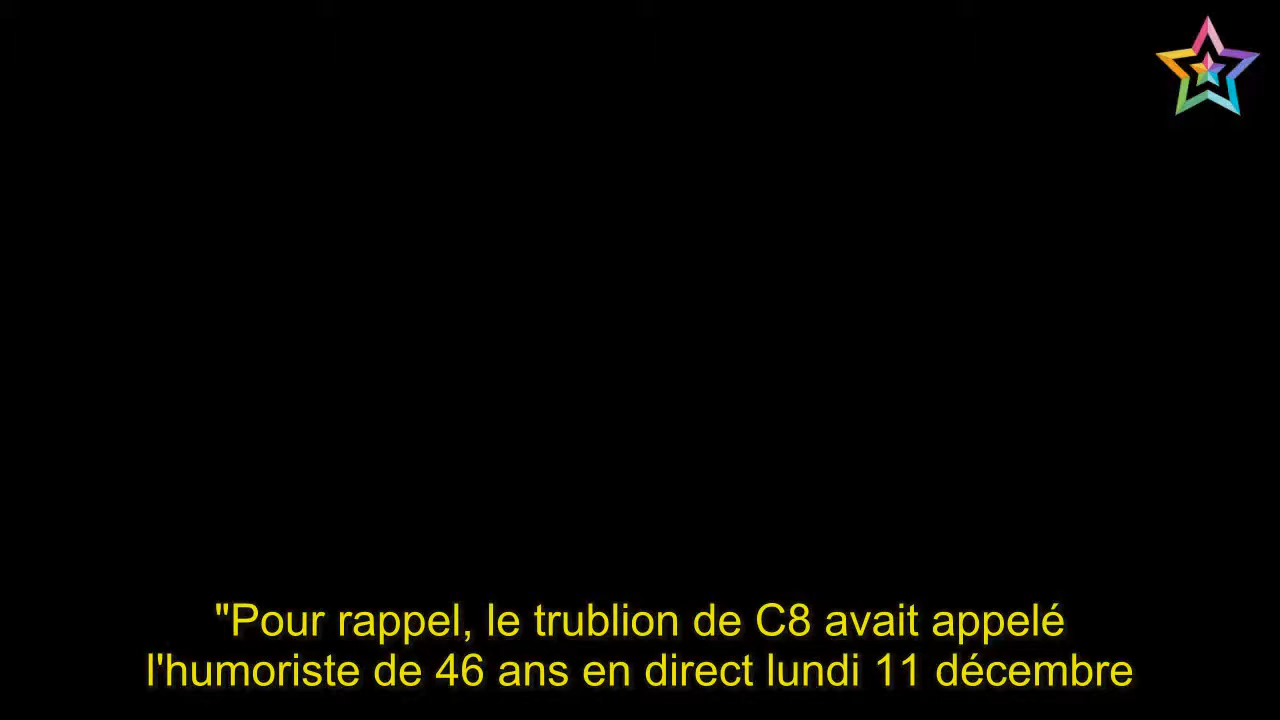 "Pour rappel, le trublion de C8 avait appelé
l'humoriste de 46 ans en direct lundi 11 décembre